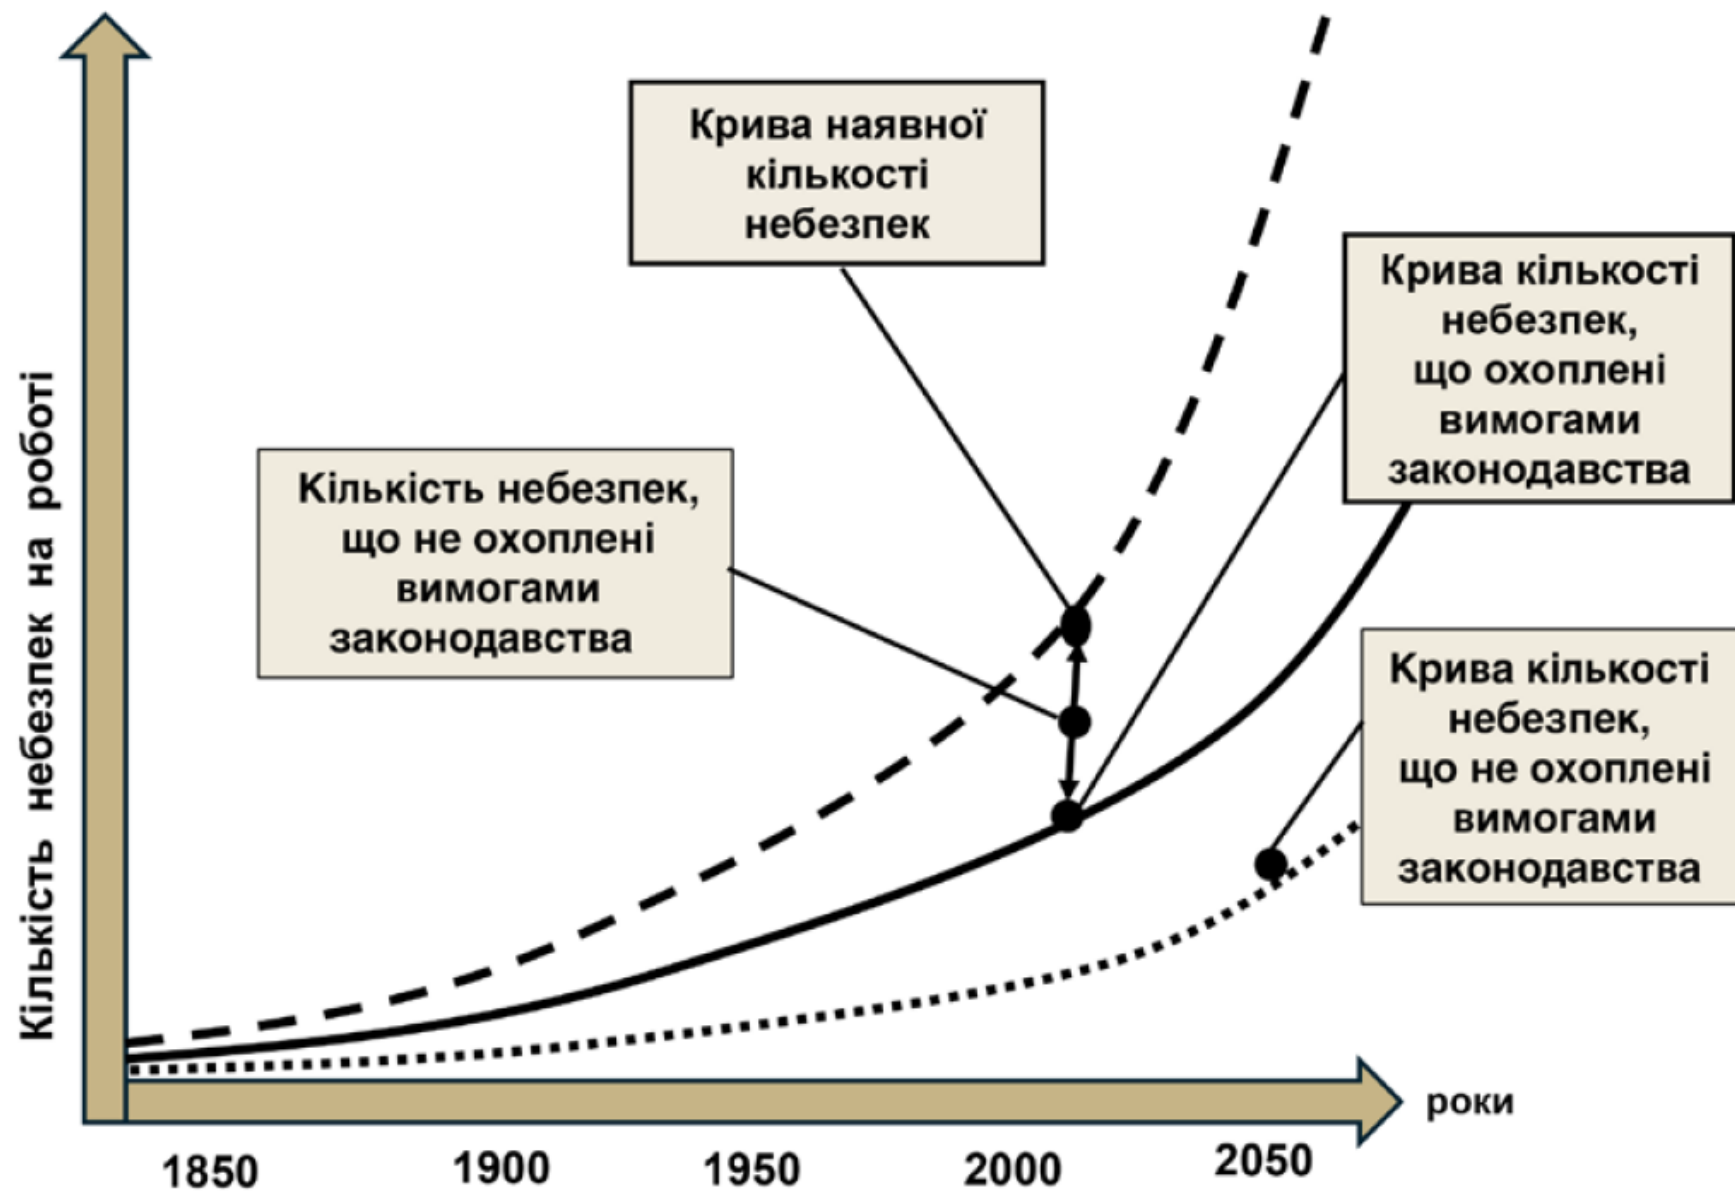 Кількість небезпек на роботі
Крива наявної
кількості
небезпек
Крива кількості
небезпек,
що охоплені
вимогами
законодавства
Кількість небезпек,
що не охоплені
вимогами
законодавства
Крива кількості
небезпек,
що не охоплені
вимогами
законодавства
роки
1850 1900 1950 2000 2050